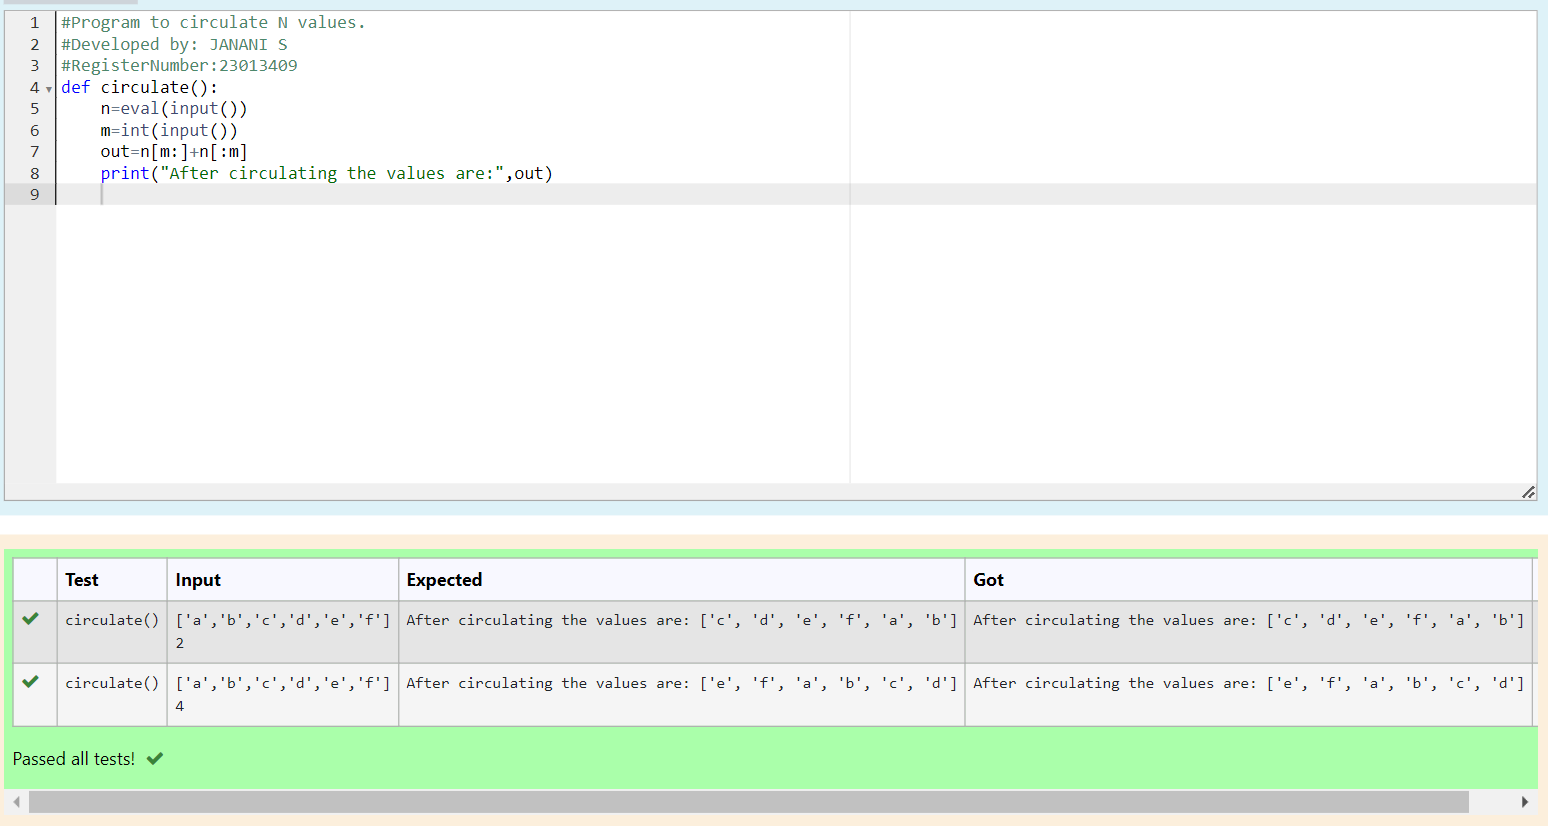 1 #Program to circulate N values.
2 #Developed by: JANANI S
3 #RegisterNumber:23013409
4 def circulate():
5     n=eval(input())
6     m=int(input())
7     out=n[m:]+n[:m]
8     print("After circulating the values are:",out)
9
Test Input Expected Got
circulate() ['a','b','c','d','e','f'] After circulating the values are: ['c', 'd', 'e', 'f', 'a', 'b'] After circulating the values are: ['c', 'd', 'e', 'f', 'a', 'b']
2
circulate() ['a','b','c','d','e','f'] After circulating the values are: ['e', 'f', 'a', 'b', 'c', 'd'] After circulating the values are: ['e', 'f', 'a', 'b', 'c', 'd']
4
Passed all tests!